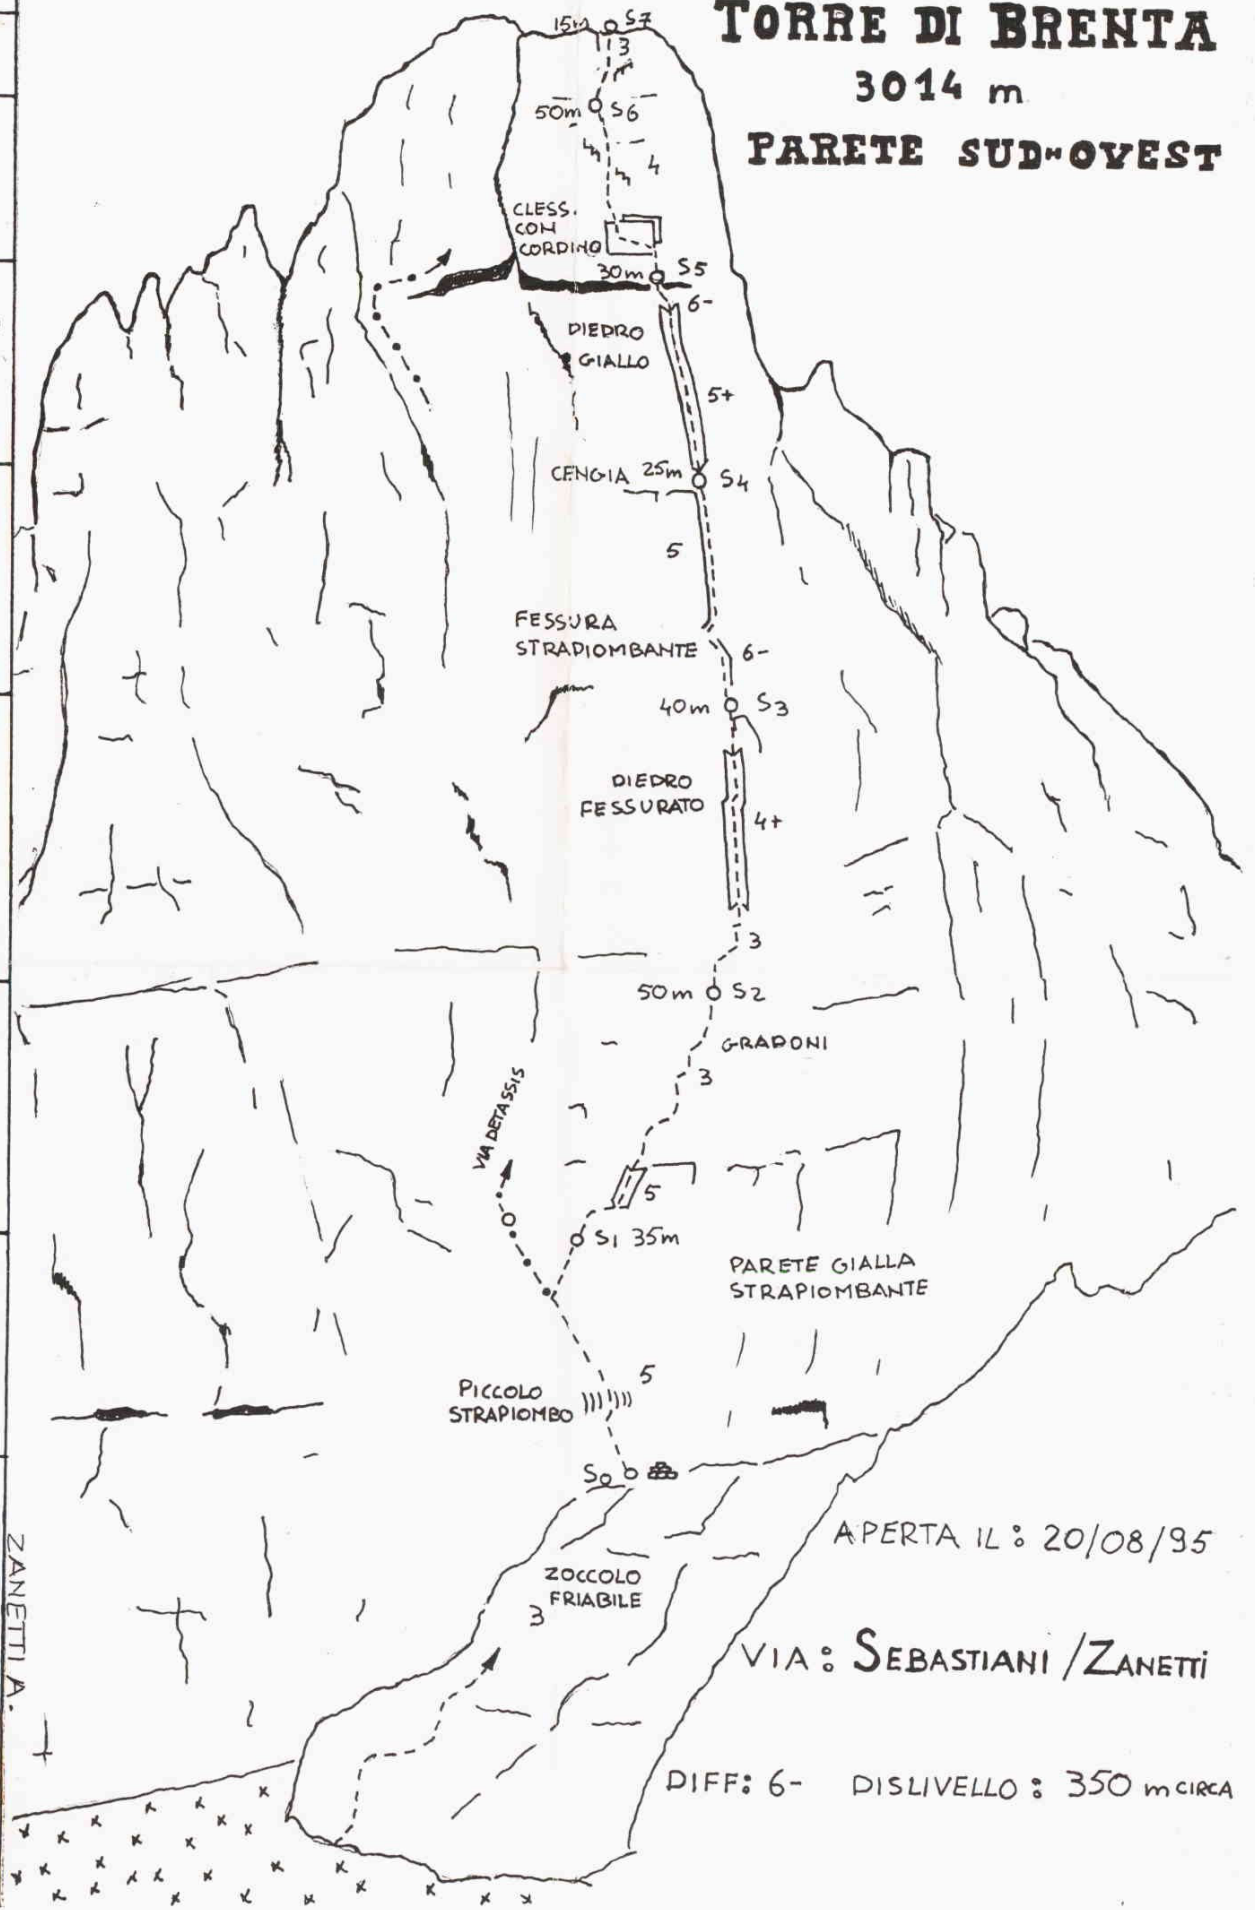 TORRE DI BRENTA
3014 m
PARETE SUD-OVEST
15m S7
3
50m S6
4
CLESS.
CON
CORDINO
30m S5
6-
DIEDRO
GIALLO
5+
CENGIA 25m S4
5
FESSURA
STRAPIOMBANTE 6-
40m S3
DIEDRO
FESSURATO
4+
3
50m S2
GRADONI
3
VIA DETASSIS
5
S1 35m
PARETE GIALLA
STRAPIOMBANTE
5
PICCOLO
STRAPIOMBO
S0
APERTA IL: 20/08/95
ZOCCOLO
FRIABILE
3
VIA: SEBASTIANI/ZANETTi
ZANETTI A.
DIFF: 6- DISLIVELLO: 350 m CIRCA